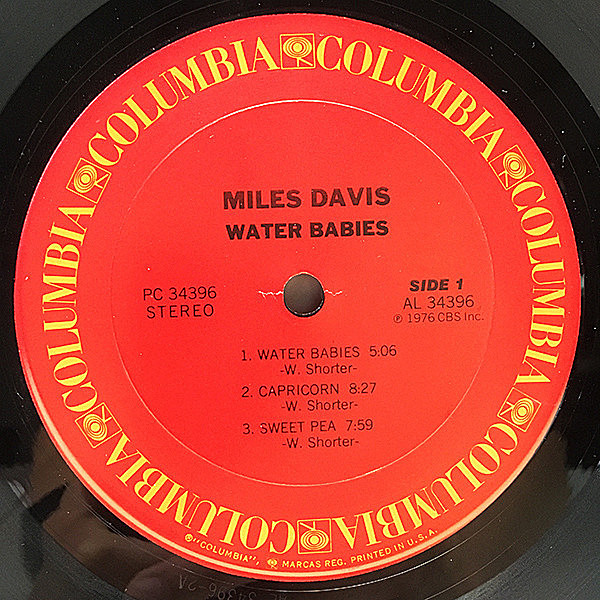 COLUMBIA COLUMBIA COLUMBIA COLUMBIA COLUMBIA COLUMBIA COLUMBIA COLUMBIA
MILES DAVIS
WATER BABIES
PC 34396
STEREO
SIDE 1
AL 34396
℗ 1976 CBS Inc.
1. WATER BABIES 5:06
-W. Shorter-
2. CAPRICORN 8:27
-W. Shorter-
3. SWEET PEA 7:59
-W. Shorter-
®"COLUMBIA", MARCAS REG. PRINTED IN U.S.A.